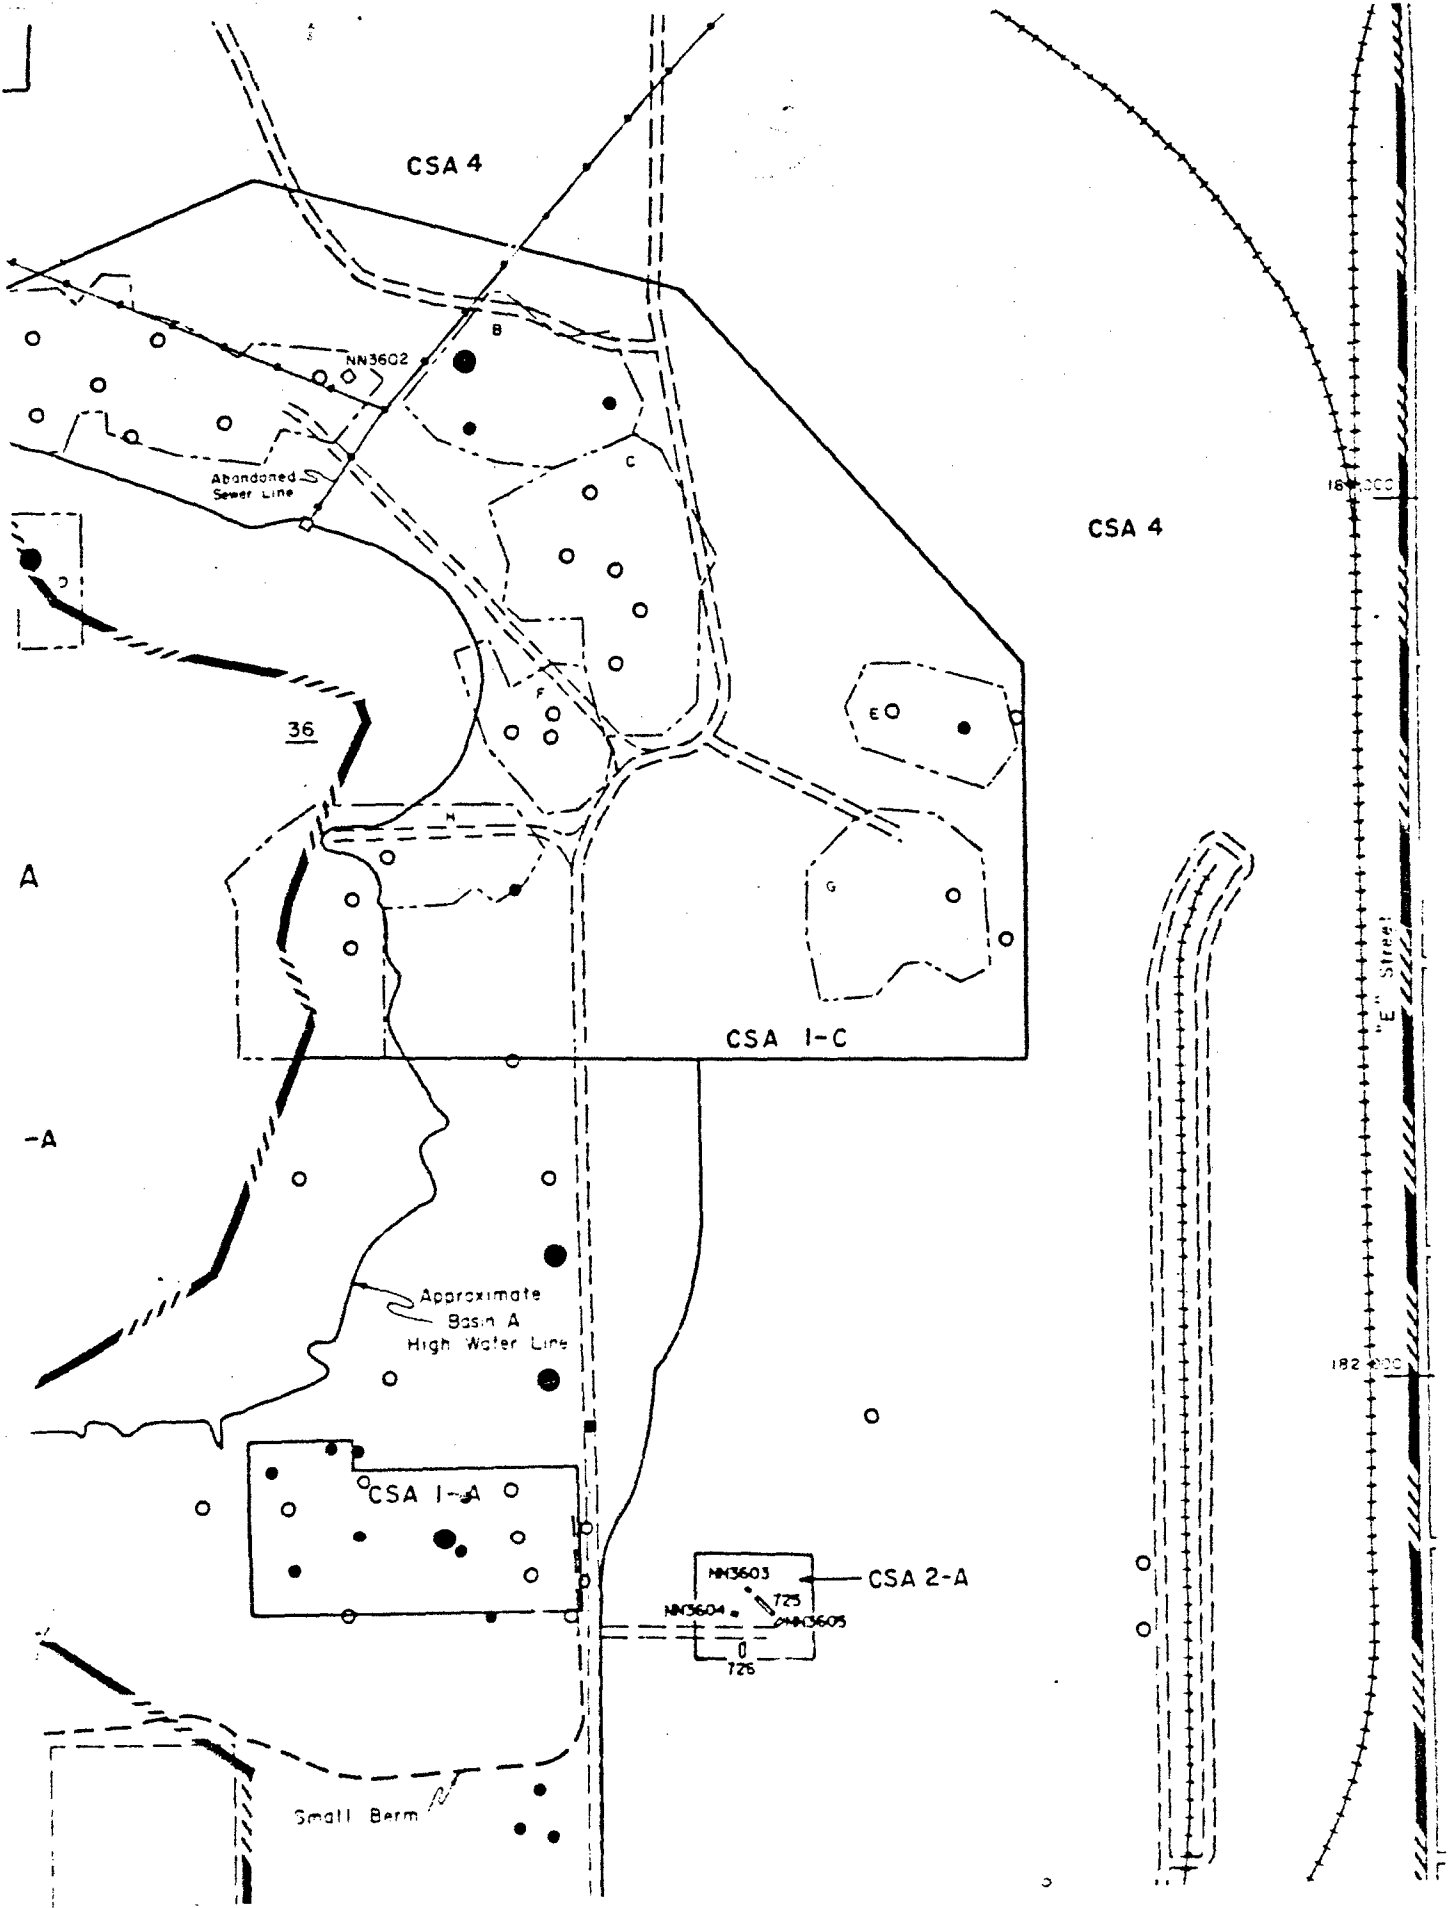 CSA 4
B
NN3602
C
Abandoned
Sewer Line
CSA 4
D
F
E
36
H
A
G
"E" Street
CSA 1-C
-A
Approximate
Basin A
High Water Line
182 000
CSA 1-A
NN3603
CSA 2-A
725
NN3604
NN3605
726
Small Berm